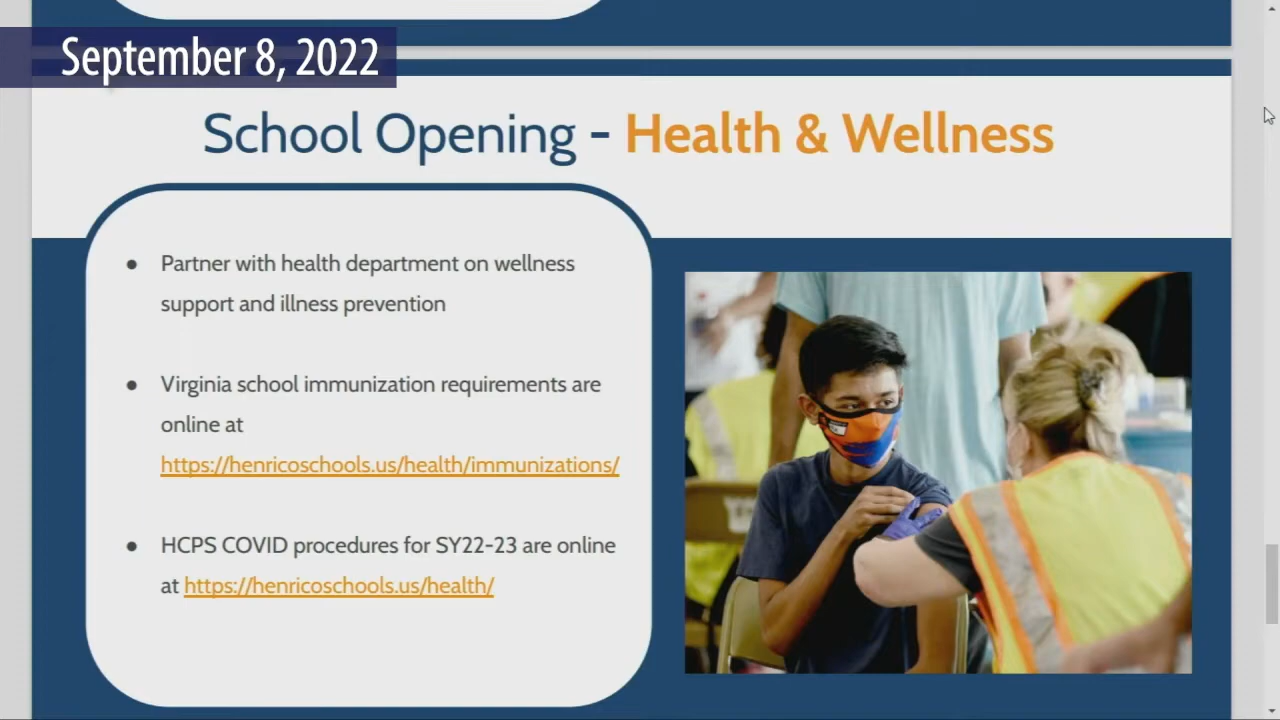 September 8, 2022
School Opening - Health & Wellness
● Partner with health department on wellness
support and illness prevention
● Virginia school immunization requirements are
online at
https://henricoschools.us/health/immunizations/
● HCPS COVID procedures for SY22-23 are online
at https://henricoschools.us/health/